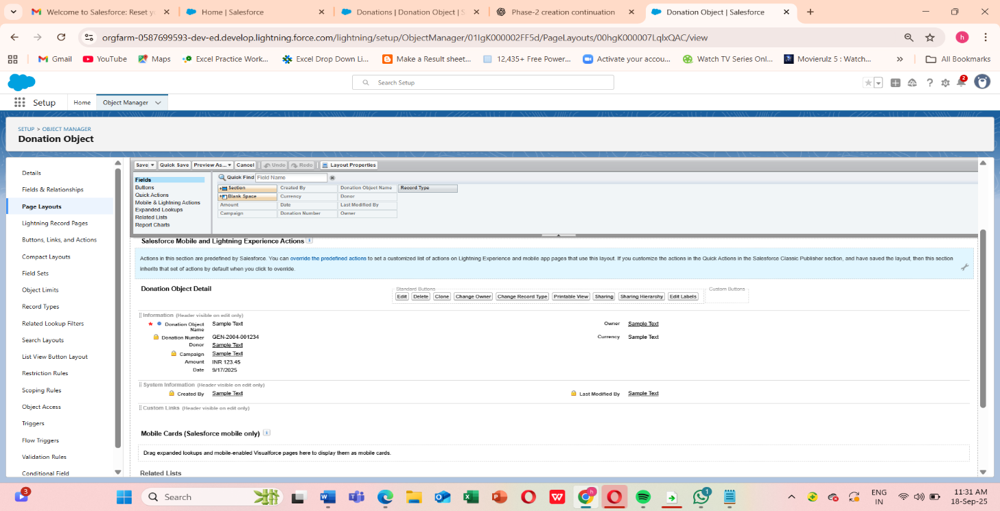 Welcome to Salesforce: Reset yo
Home | Salesforce
Donations | Donation Object | S
Phase-2 creation continuation
Donation Object | Salesforce
orgfarm-0587699593-dev-ed.develop.lightning.force.com/lightning/setup/ObjectManager/01IgK000002FF5d/PageLayouts/00hgK000007LqlxQAC/view
h
Gmail
YouTube
Maps
Excel Practice Work...
Excel Drop Down Li...
Make a Result sheet...
12,435+ Free Power...
Activate your accou...
Watch TV Series Onl...
Movierulz 5 : Watch...
All Bookmarks
Search Setup
2
Setup
Home
Object Manager
SETUP > OBJECT MANAGER
Donation Object
Details
Fields & Relationships
Page Layouts
Lightning Record Pages
Buttons, Links, and Actions
Compact Layouts
Field Sets
Object Limits
Record Types
Related Lookup Filters
Search Layouts
List View Button Layout
Restriction Rules
Scoping Rules
Object Access
Triggers
Flow Triggers
Validation Rules
Conditional Field
Save Quick Save Preview As... Cancel Undo Redo Layout Properties
Fields
Buttons
Quick Actions
Mobile & Lightning Actions
Expanded Lookups
Related Lists
Report Charts
Quick Find Field Name
Section Created By Donation Object Name Record Type
Blank Space Currency Donor
Amount Date Last Modified By
Campaign Donation Number Owner
Salesforce Mobile and Lightning Experience Actions i
Actions in this section are predefined by Salesforce. You can override the predefined actions to set a customized list of actions on Lightning Experience and mobile app pages that use this layout. If you customize the actions in the Quick Actions in the Salesforce Classic Publisher section, and have saved the layout, then this section
inherits that set of actions by default when you click to override.
Donation Object Detail
Standard Buttons
Edit Delete Clone Change Owner Change Record Type Printable View Sharing Sharing Hierarchy Edit Labels
Custom Buttons
Information (Header visible on edit only)
* Donation Object Name Sample Text
Owner Sample Text
Donation Number GEN-2004-001234
Currency Sample Text
Donor Sample Text
Campaign Sample Text
Amount INR 123.45
Date 9/17/2025
System Information (Header visible on edit only)
Created By Sample Text
Last Modified By Sample Text
Custom Links (Header visible on edit only)
Mobile Cards (Salesforce mobile only) i
Drag expanded lookups and mobile-enabled Visualforce pages here to display them as mobile cards.
Related Lists
3
Search
1
ENG
IN
11:31 AM
18-Sep-25